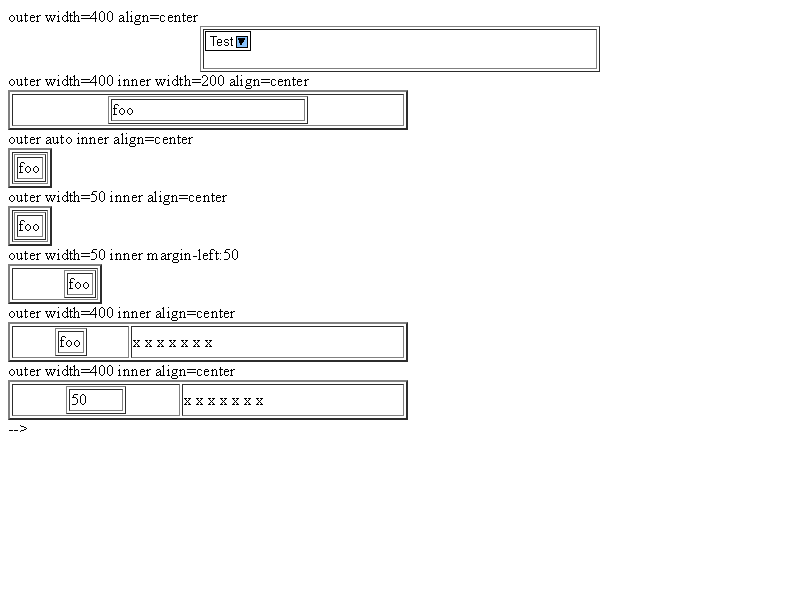 outer width=400 align=center
Test
outer width=400 inner width=200 align=center
foo
outer auto inner align=center
foo
outer width=50 inner align=center
foo
outer width=50 inner margin-left:50
foo
outer width=400 inner align=center
foo x x x x x x x
outer width=400 inner align=center
50 x x x x x x x
-->